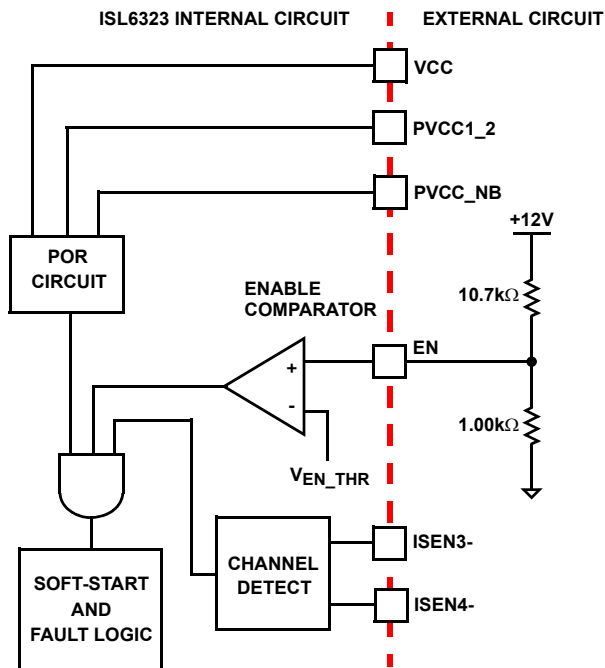 ISL6323 INTERNAL CIRCUIT
EXTERNAL CIRCUIT
VCC
PVCC1_2
PVCC_NB
+12V
POR
CIRCUIT
10.7kΩ
ENABLE
COMPARATOR
EN
+
-
1.00kΩ
VEN_THR
ISEN3-
CHANNEL
DETECT
ISEN4-
SOFT-START
AND
FAULT LOGIC